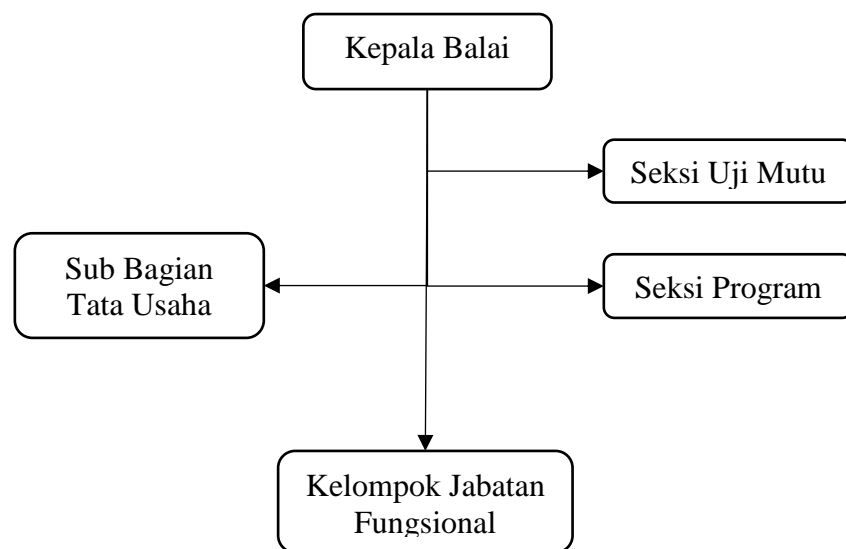 Kepala Balai
Seksi Uji Mutu
Sub Bagian
Tata Usaha
Seksi Program
Kelompok Jabatan
Fungsional